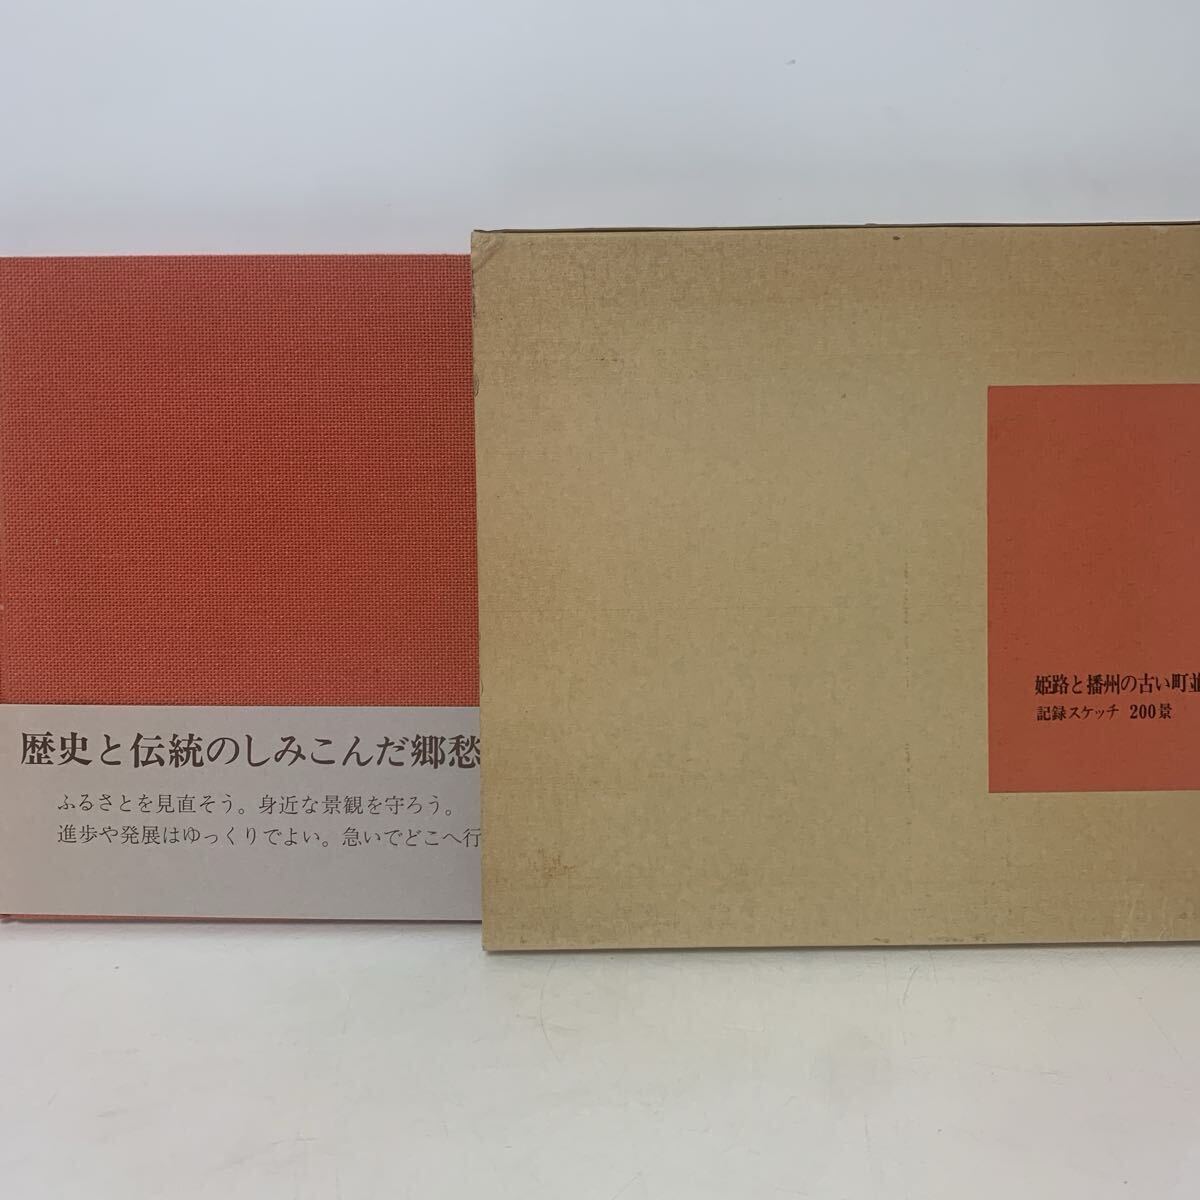 歴史と伝統のしみこんだ郷愁
ふるさとを見直そう。身近な景観を守ろう。
進歩や発展はゆっくりでよい。急いでどこへ行
姫路と播州の古い町並
記録スケッチ 200景